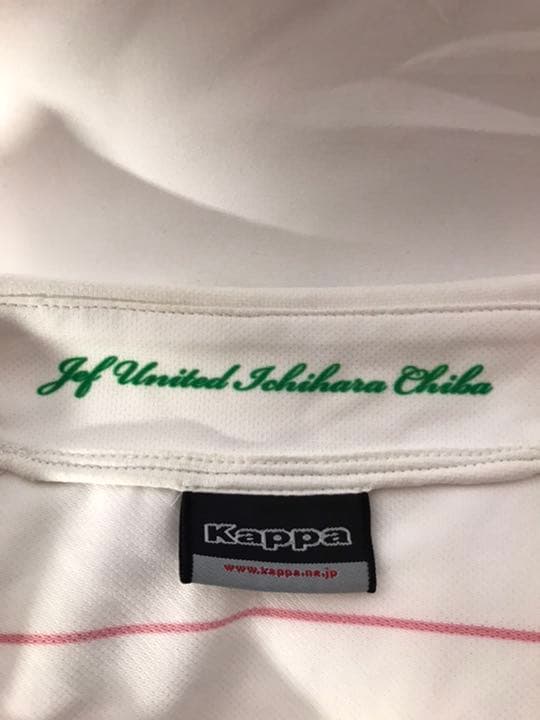 Jef United Ichihara Chiba
Kappa
www.kappa.ne.jp